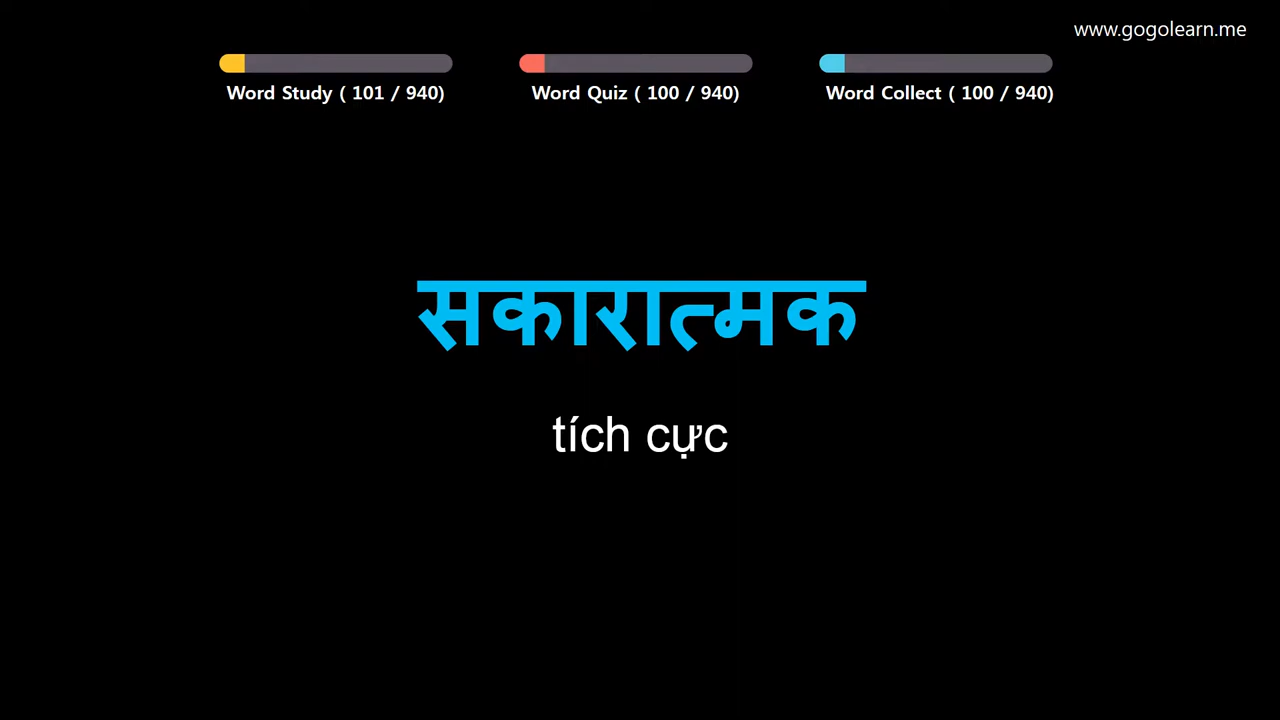 www.gogolearn.me
Word Study ( 101 / 940)
Word Quiz ( 100 / 940)
Word Collect ( 100 / 940)
सकारात्मक
tích cực